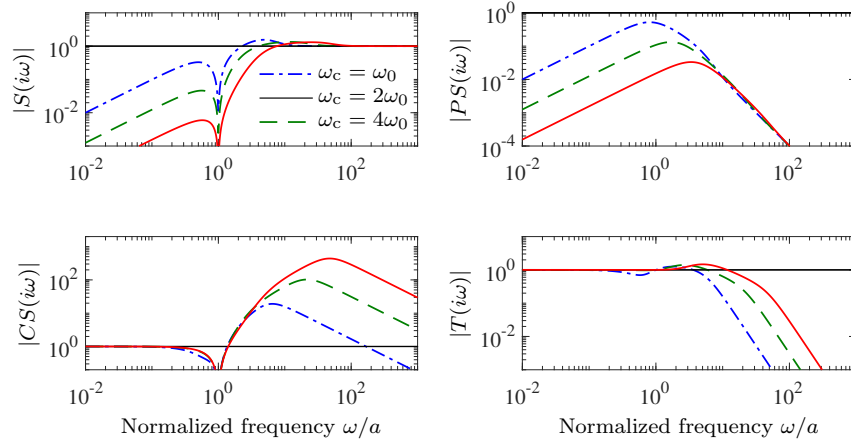 |S(iω)|
10^0
10^-2
10^-2 10^0 10^2
ω_c = ω_0
ω_c = 2ω_0
ω_c = 4ω_0
|PS(iω)|
10^0
10^-2
10^-4
10^-2 10^0 10^2
|CS(iω)|
10^2
10^0
10^-2 10^0 10^2
Normalized frequency ω/a
|T(iω)|
10^0
10^-2
10^-2 10^0 10^2
Normalized frequency ω/a